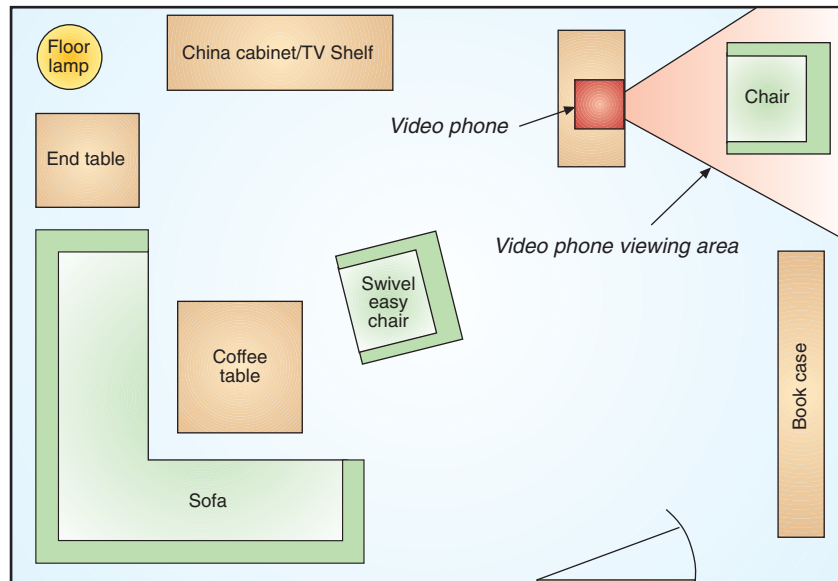 Floor
lamp
China cabinet/TV Shelf
Chair
Video phone
End table
Video phone viewing area
Swivel
easy
chair
Coffee
table
Book case
Sofa